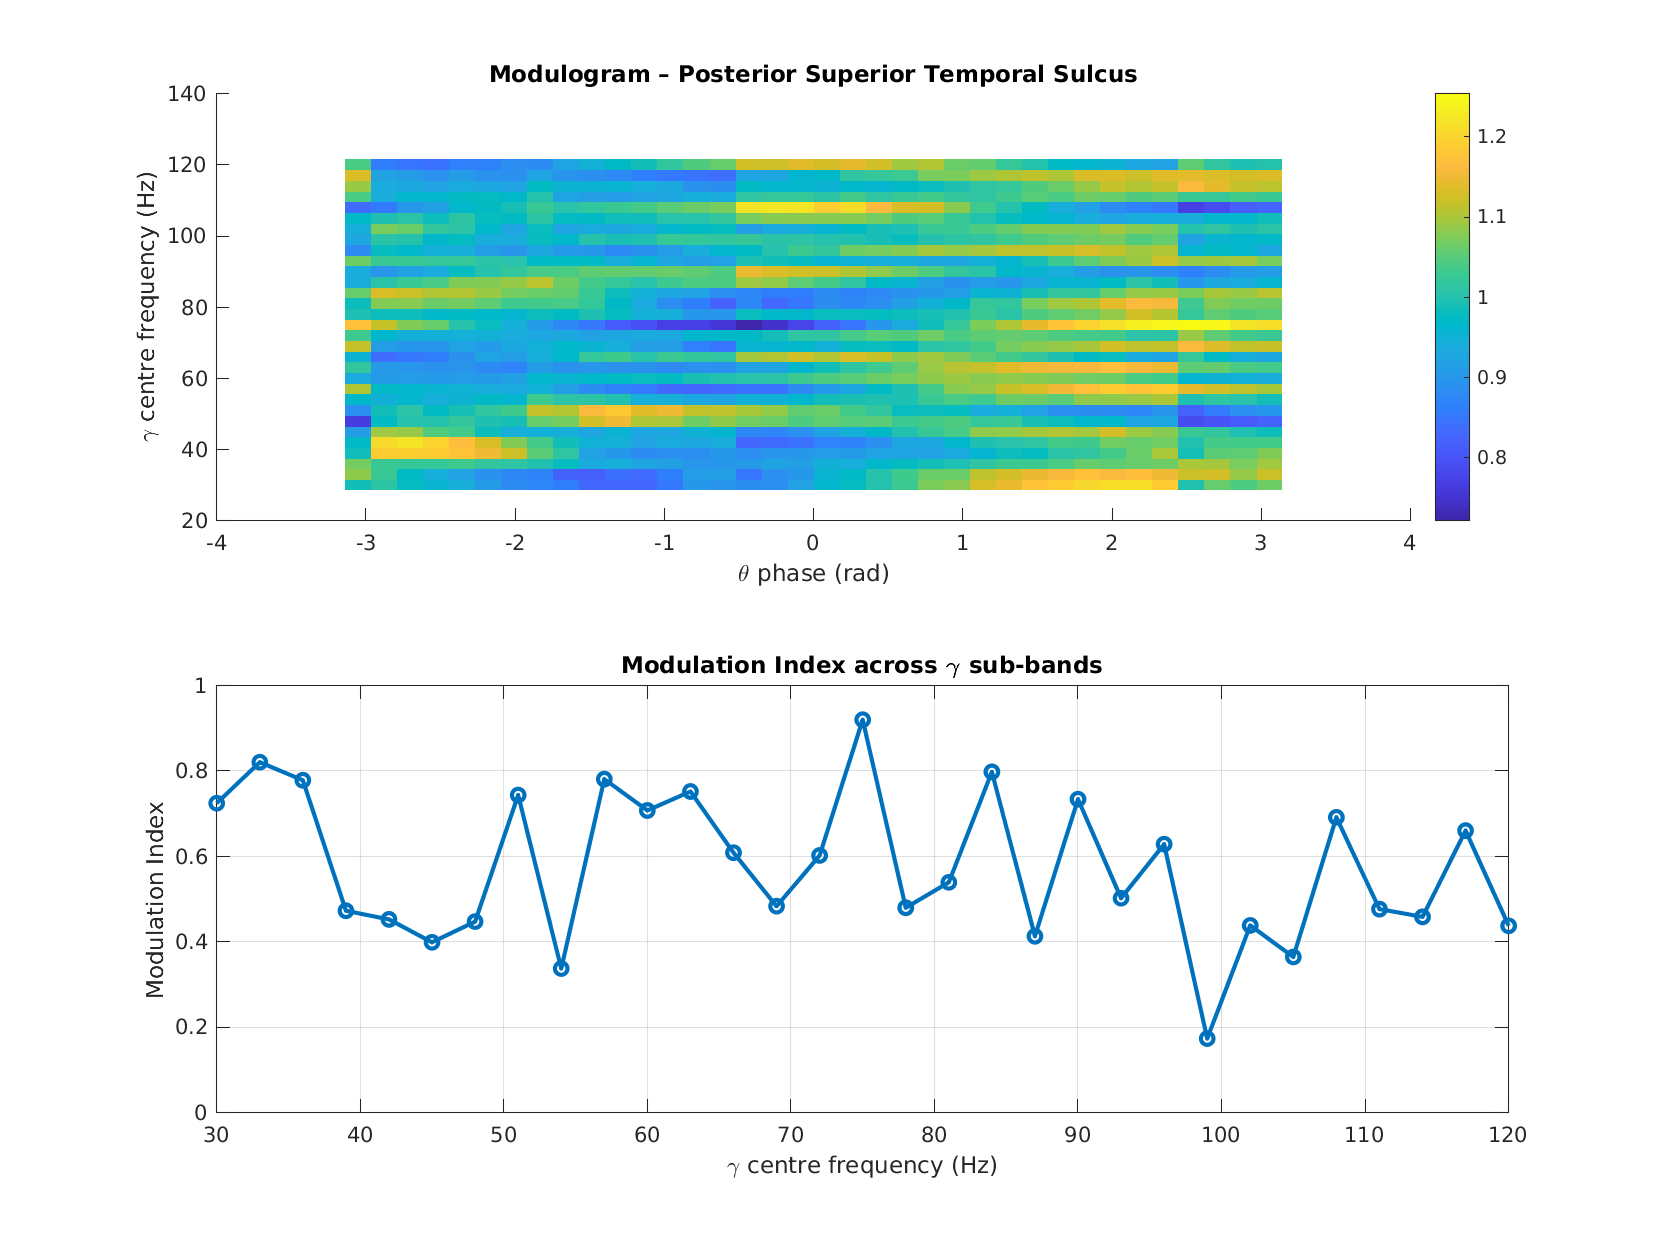 Modulogram – Posterior Superior Temporal Sulcus
γ centre frequency (Hz)
140
120
100
80
60
40
20
-4 -3 -2 -1 0 1 2 3 4
θ phase (rad)
1.2
1.1
1
0.9
0.8
Modulation Index across γ sub-bands
Modulation Index
1
0.8
0.6
0.4
0.2
0
30 40 50 60 70 80 90 100 110 120
γ centre frequency (Hz)